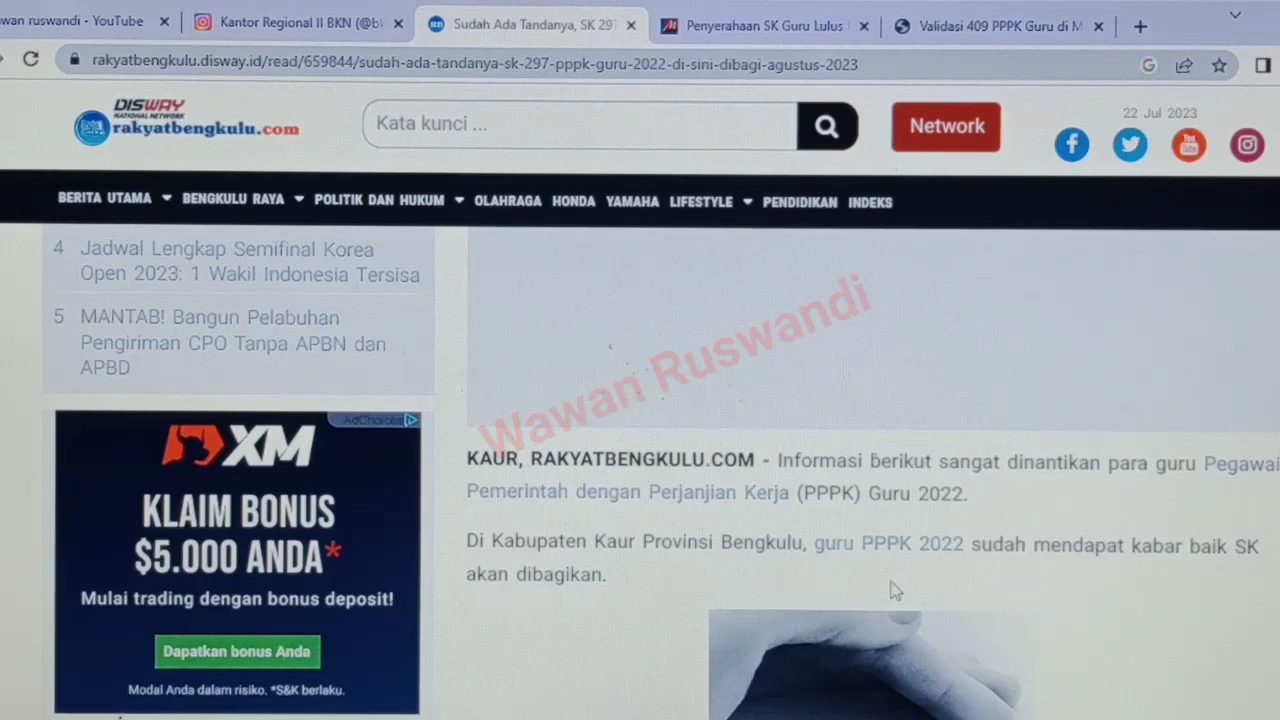 wan ruswandi - YouTube
Kantor Regional II BKN (@bk
Sudah Ada Tandanya, SK 297
Penyerahaan SK Guru Lulus
Validasi 409 PPPK Guru di M
rakyatbengkulu.disway.id/read/659844/sudah-ada-tandanya-sk-297-pppk-guru-2022-di-sini-dibagi-agustus-2023
DISWAY
NATIONAL NETWORK
rakyatbengkulu.com
Kata kunci ...
Network
22 Jul 2023
BERITA UTAMA BENGKULU RAYA POLITIK DAN HUKUM OLAHRAGA HONDA YAMAHA LIFESTYLE PENDIDIKAN INDEKS
4 Jadwal Lengkap Semifinal Korea
Open 2023: 1 Wakil Indonesia Tersisa
5 MANTAB! Bangun Pelabuhan
Pengiriman CPO Tanpa APBN dan
APBD
AdChoices
XM
KLAIM BONUS
$5.000 ANDA*
Mulai trading dengan bonus deposit!
Dapatkan bonus Anda
Modal Anda dalam risiko. *S&K berlaku.
Wawan Ruswandi
KAUR, RAKYATBENGKULU.COM - Informasi berikut sangat dinantikan para guru Pegawai
Pemerintah dengan Perjanjian Kerja (PPPK) Guru 2022.
Di Kabupaten Kaur Provinsi Bengkulu, guru PPPK 2022 sudah mendapat kabar baik SK
akan dibagikan.